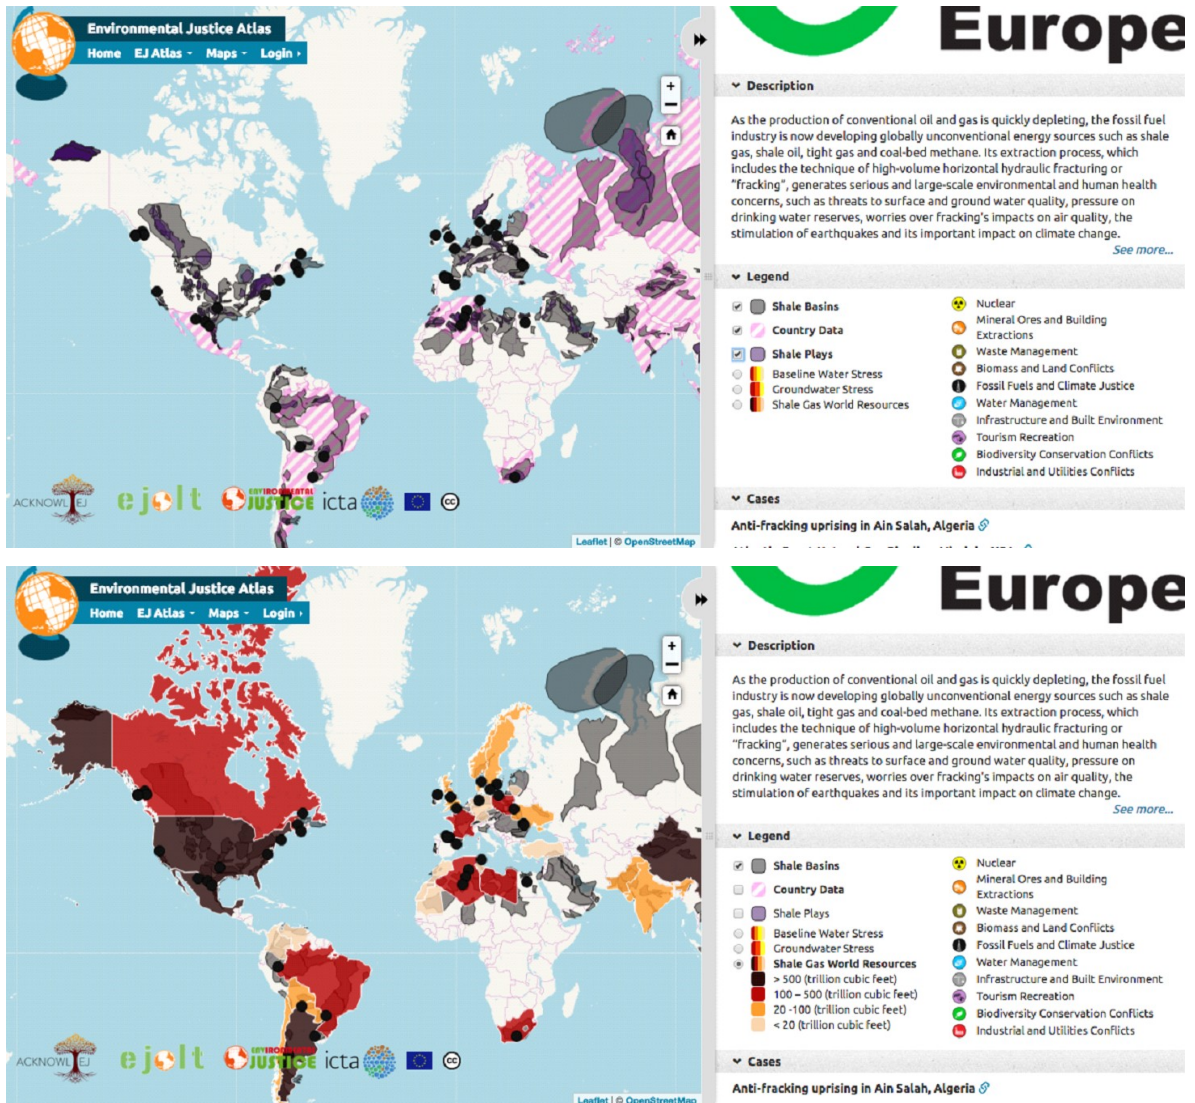 Environmental Justice Atlas
Home EJ Atlas Maps Login
ACKNOWL EJ
ejolt
ENVIRONMENTAL
JUSTICE
icta
cc
Leaflet | © OpenStreetMap
Europe
Description
As the production of conventional oil and gas is quickly depleting, the fossil fuel
industry is now developing globally unconventional energy sources such as shale
gas, shale oil, tight gas and coal-bed methane. Its extraction process, which
includes the technique of high-volume horizontal hydraulic fracturing or
"fracking", generates serious and large-scale environmental and human health
concerns, such as threats to surface and ground water quality, pressure on
drinking water reserves, worries over fracking's impacts on air quality, the
stimulation of earthquakes and its important impact on climate change.
See more...
Legend
Shale Basins
Country Data
Shale Plays
Baseline Water Stress
Groundwater Stress
Shale Gas World Resources
Nuclear
Mineral Ores and Building
Extractions
Waste Management
Biomass and Land Conflicts
Fossil Fuels and Climate Justice
Water Management
Infrastructure and Built Environment
Tourism Recreation
Biodiversity Conservation Conflicts
Industrial and Utilities Conflicts
Cases
Anti-fracking uprising in Ain Salah, Algeria
Environmental Justice Atlas
Home EJ Atlas Maps Login
ACKNOWL EJ
ejolt
ENVIRONMENTAL
JUSTICE
icta
cc
Leaflet | © OpenStreetMap
Europe
Description
As the production of conventional oil and gas is quickly depleting, the fossil fuel
industry is now developing globally unconventional energy sources such as shale
gas, shale oil, tight gas and coal-bed methane. Its extraction process, which
includes the technique of high-volume horizontal hydraulic fracturing or
"fracking", generates serious and large-scale environmental and human health
concerns, such as threats to surface and ground water quality, pressure on
drinking water reserves, worries over fracking's impacts on air quality, the
stimulation of earthquakes and its important impact on climate change.
See more...
Legend
Shale Basins
Country Data
Shale Plays
Baseline Water Stress
Groundwater Stress
Shale Gas World Resources
> 500 (trillion cubic feet)
100 – 500 (trillion cubic feet)
20 -100 (trillion cubic feet)
< 20 (trillion cubic feet)
Nuclear
Mineral Ores and Building
Extractions
Waste Management
Biomass and Land Conflicts
Fossil Fuels and Climate Justice
Water Management
Infrastructure and Built Environment
Tourism Recreation
Biodiversity Conservation Conflicts
Industrial and Utilities Conflicts
Cases
Anti-fracking uprising in Ain Salah, Algeria